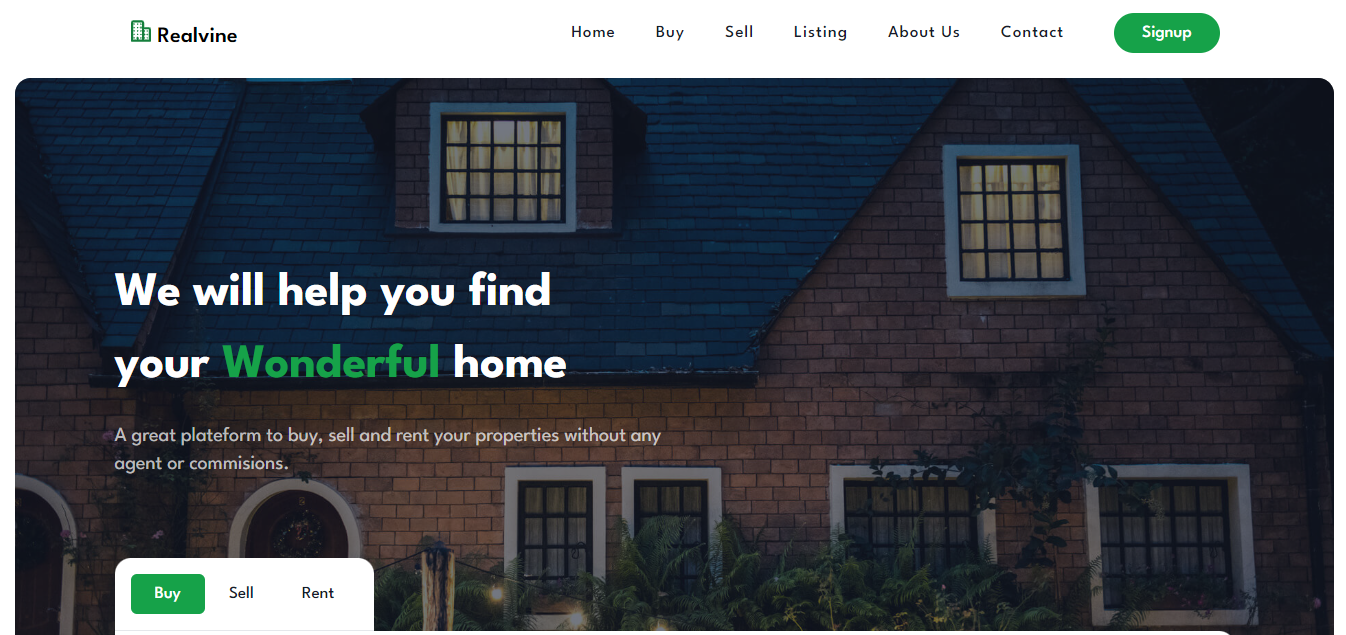 Realvine
Home Buy Sell Listing About Us Contact Signup
We will help you find
your Wonderful home
A great plateform to buy, sell and rent your properties without any
agent or commisions.
Buy Sell Rent